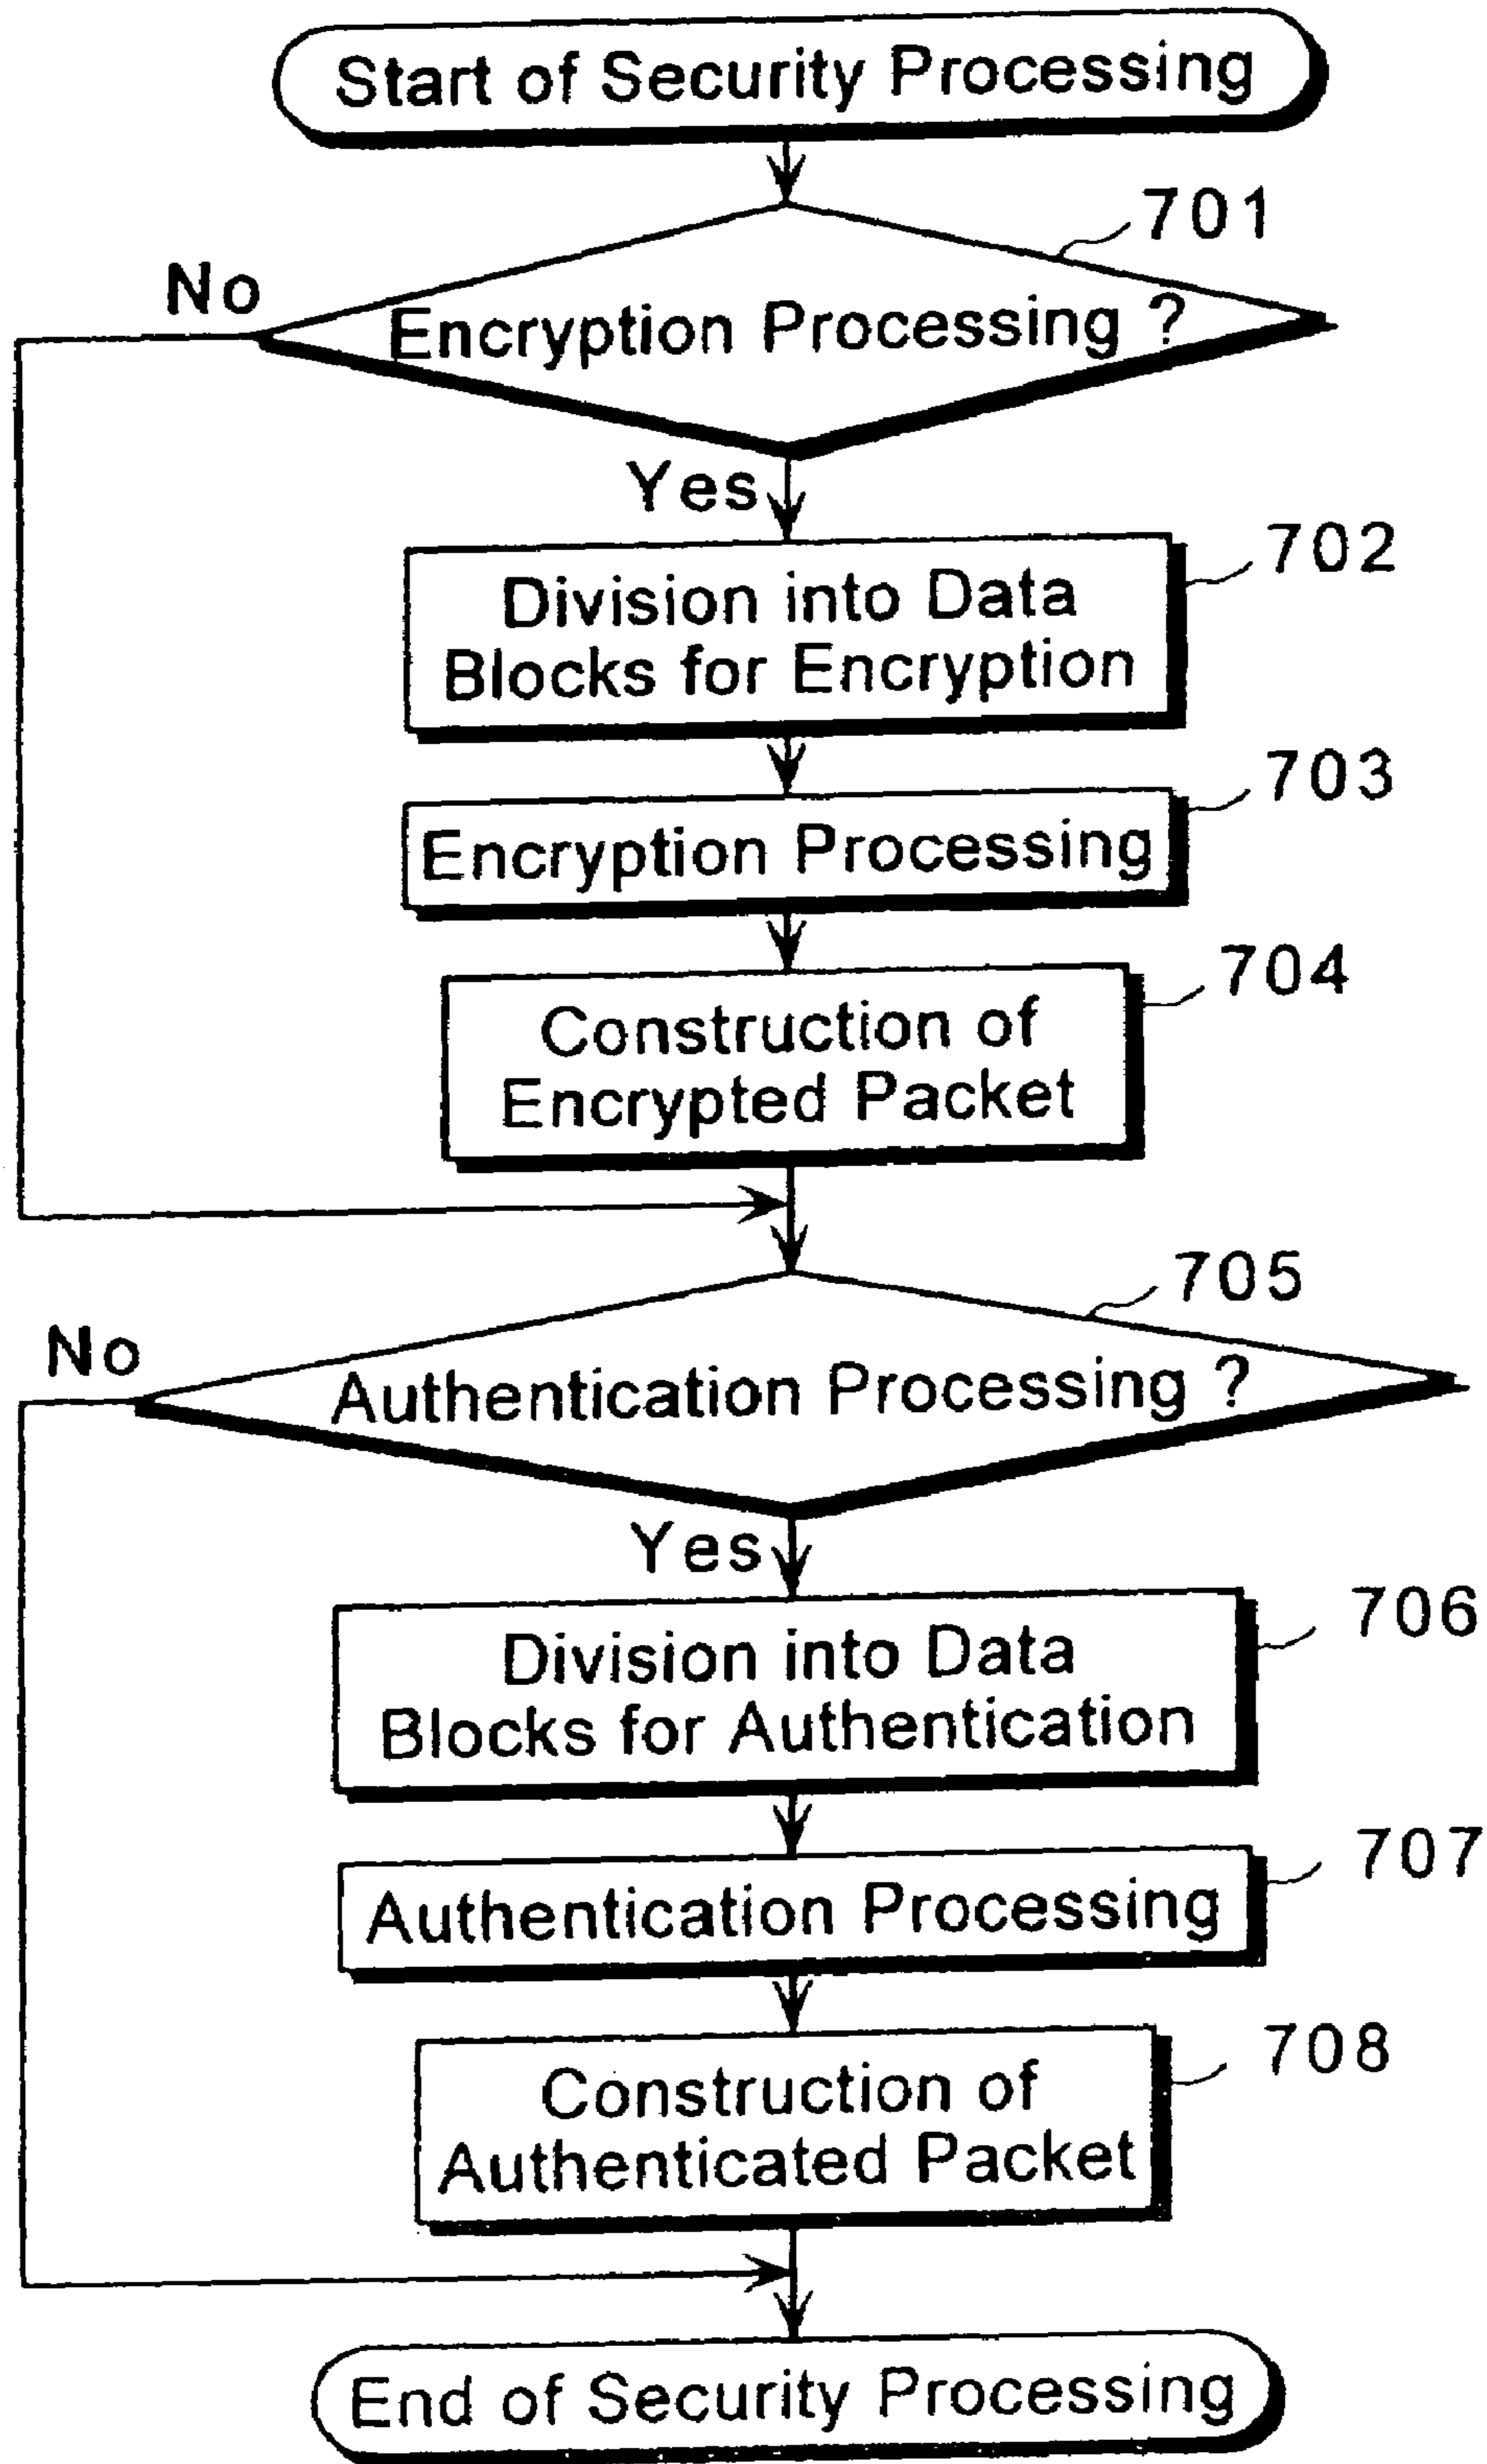 Start of Security Processing
701
No
Encryption Processing ?
Yes
702
Division into Data
Blocks for Encryption
703
Encryption Processing
704
Construction of
Encrypted Packet
705
No
Authentication Processing ?
Yes
706
Division into Data
Blocks for Authentication
707
Authentication Processing
708
Construction of
Authenticated Packet
End of Security Processing